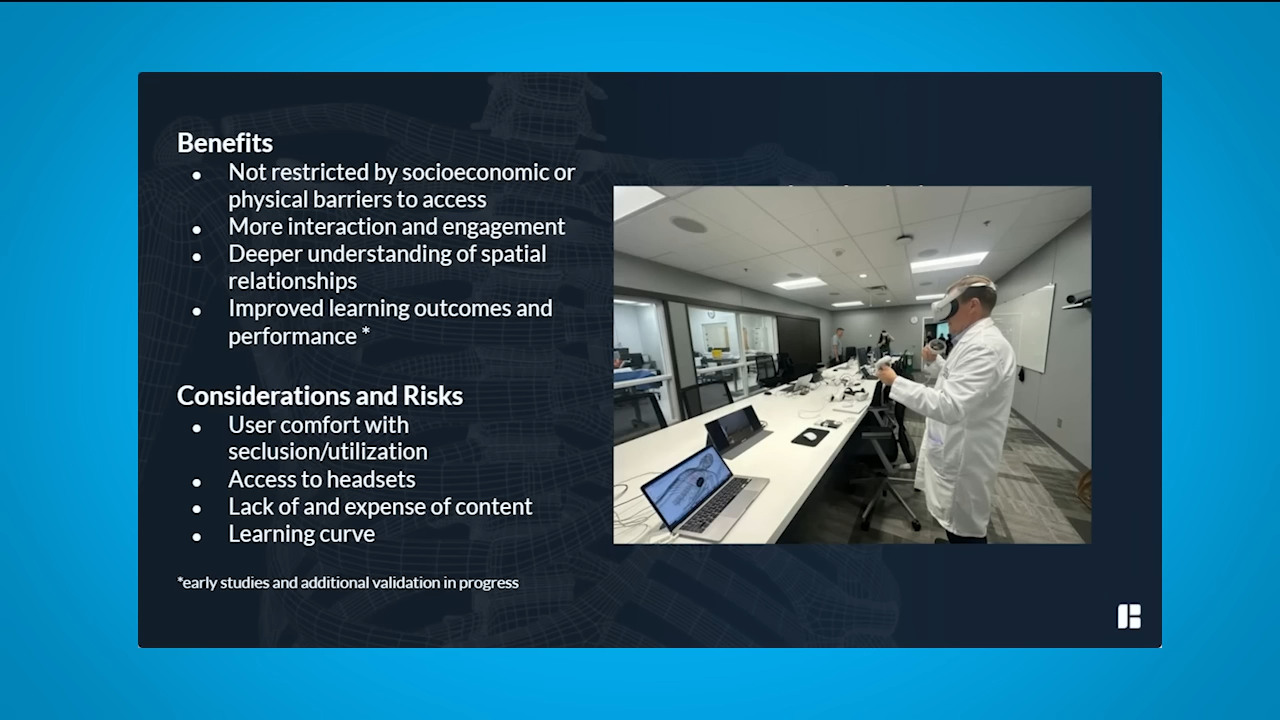 Benefits
● Not restricted by socioeconomic or
physical barriers to access
● More interaction and engagement
● Deeper understanding of spatial
relationships
● Improved learning outcomes and
performance *
Considerations and Risks
● User comfort with
seclusion/utilization
● Access to headsets
● Lack of and expense of content
● Learning curve
*early studies and additional validation in progress